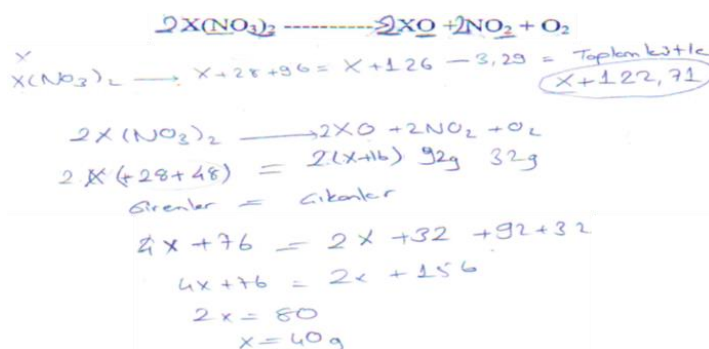 2X(NO₃)₂ ----------- 2XO + 2NO₂ + O₂
X
X(NO₃)₂ ⟶ X+28+96 = X+126 − 3,29 = Toplam kütle
X+122,71
2X(NO₃)₂ ⟶ 2XO + 2NO₂ + O₂
2 X (+28+48) = 2(X+16) 92g 32g
Girenler = Çıkanlar
4X + 76 = 2X + 32 + 92 + 32
4x + 76 = 2x + 156
2x = 80
x = 40g